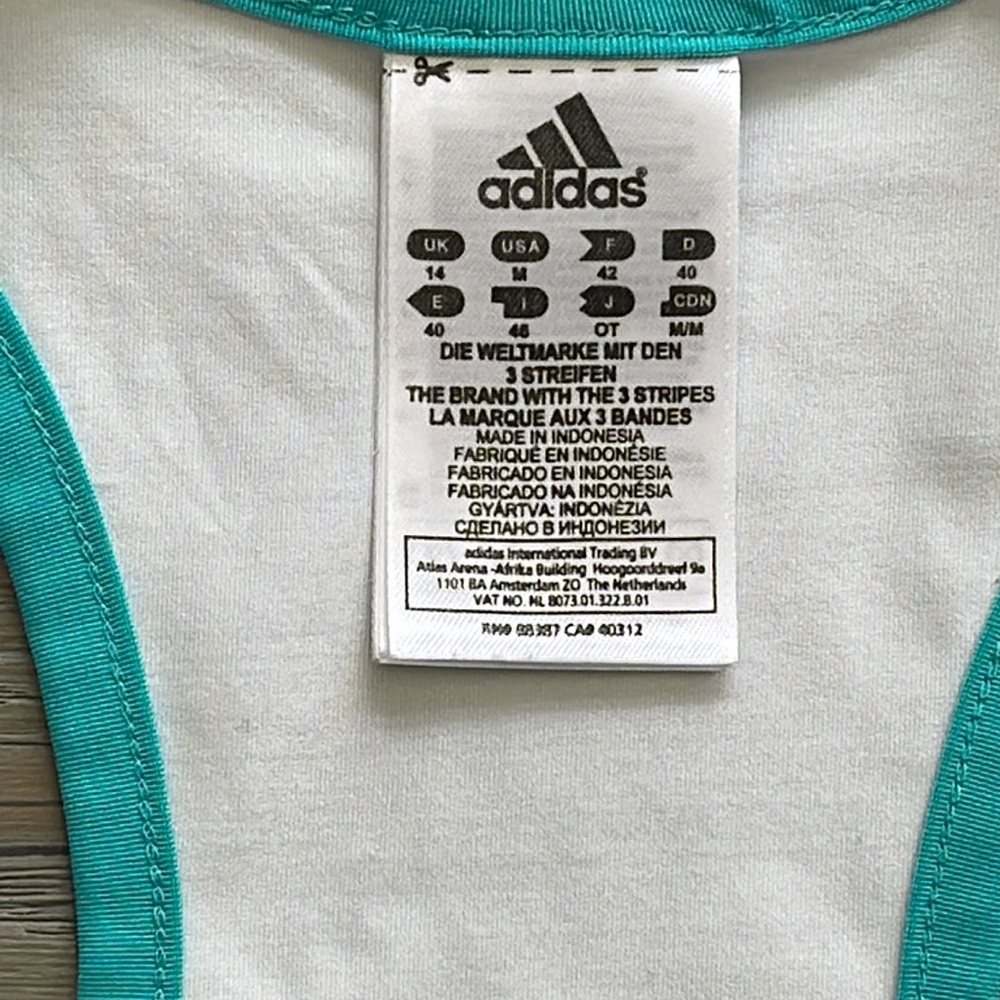 adidas®
UK USA F D
14 M 42 40
E I J CDN
40 46 OT M/M
DIE WELTMARKE MIT DEN
3 STREIFEN
THE BRAND WITH THE 3 STRIPES
LA MARQUE AUX 3 BANDES
MADE IN INDONESIA
FABRIQUÉ EN INDONÉSIE
FABRICADO EN INDONESIA
FABRICADO NA INDONÉSIA
GYÁRTVA: INDONÉZIA
СДЕЛАНО В ИНДОНЕЗИИ
adidas International Trading BV
Atlas Arena -Afrika Building Hoogoorddreef 9a
1101 BA Amsterdam ZO The Netherlands
VAT NO. NL 8073.01.322.B.01
CA# 40312